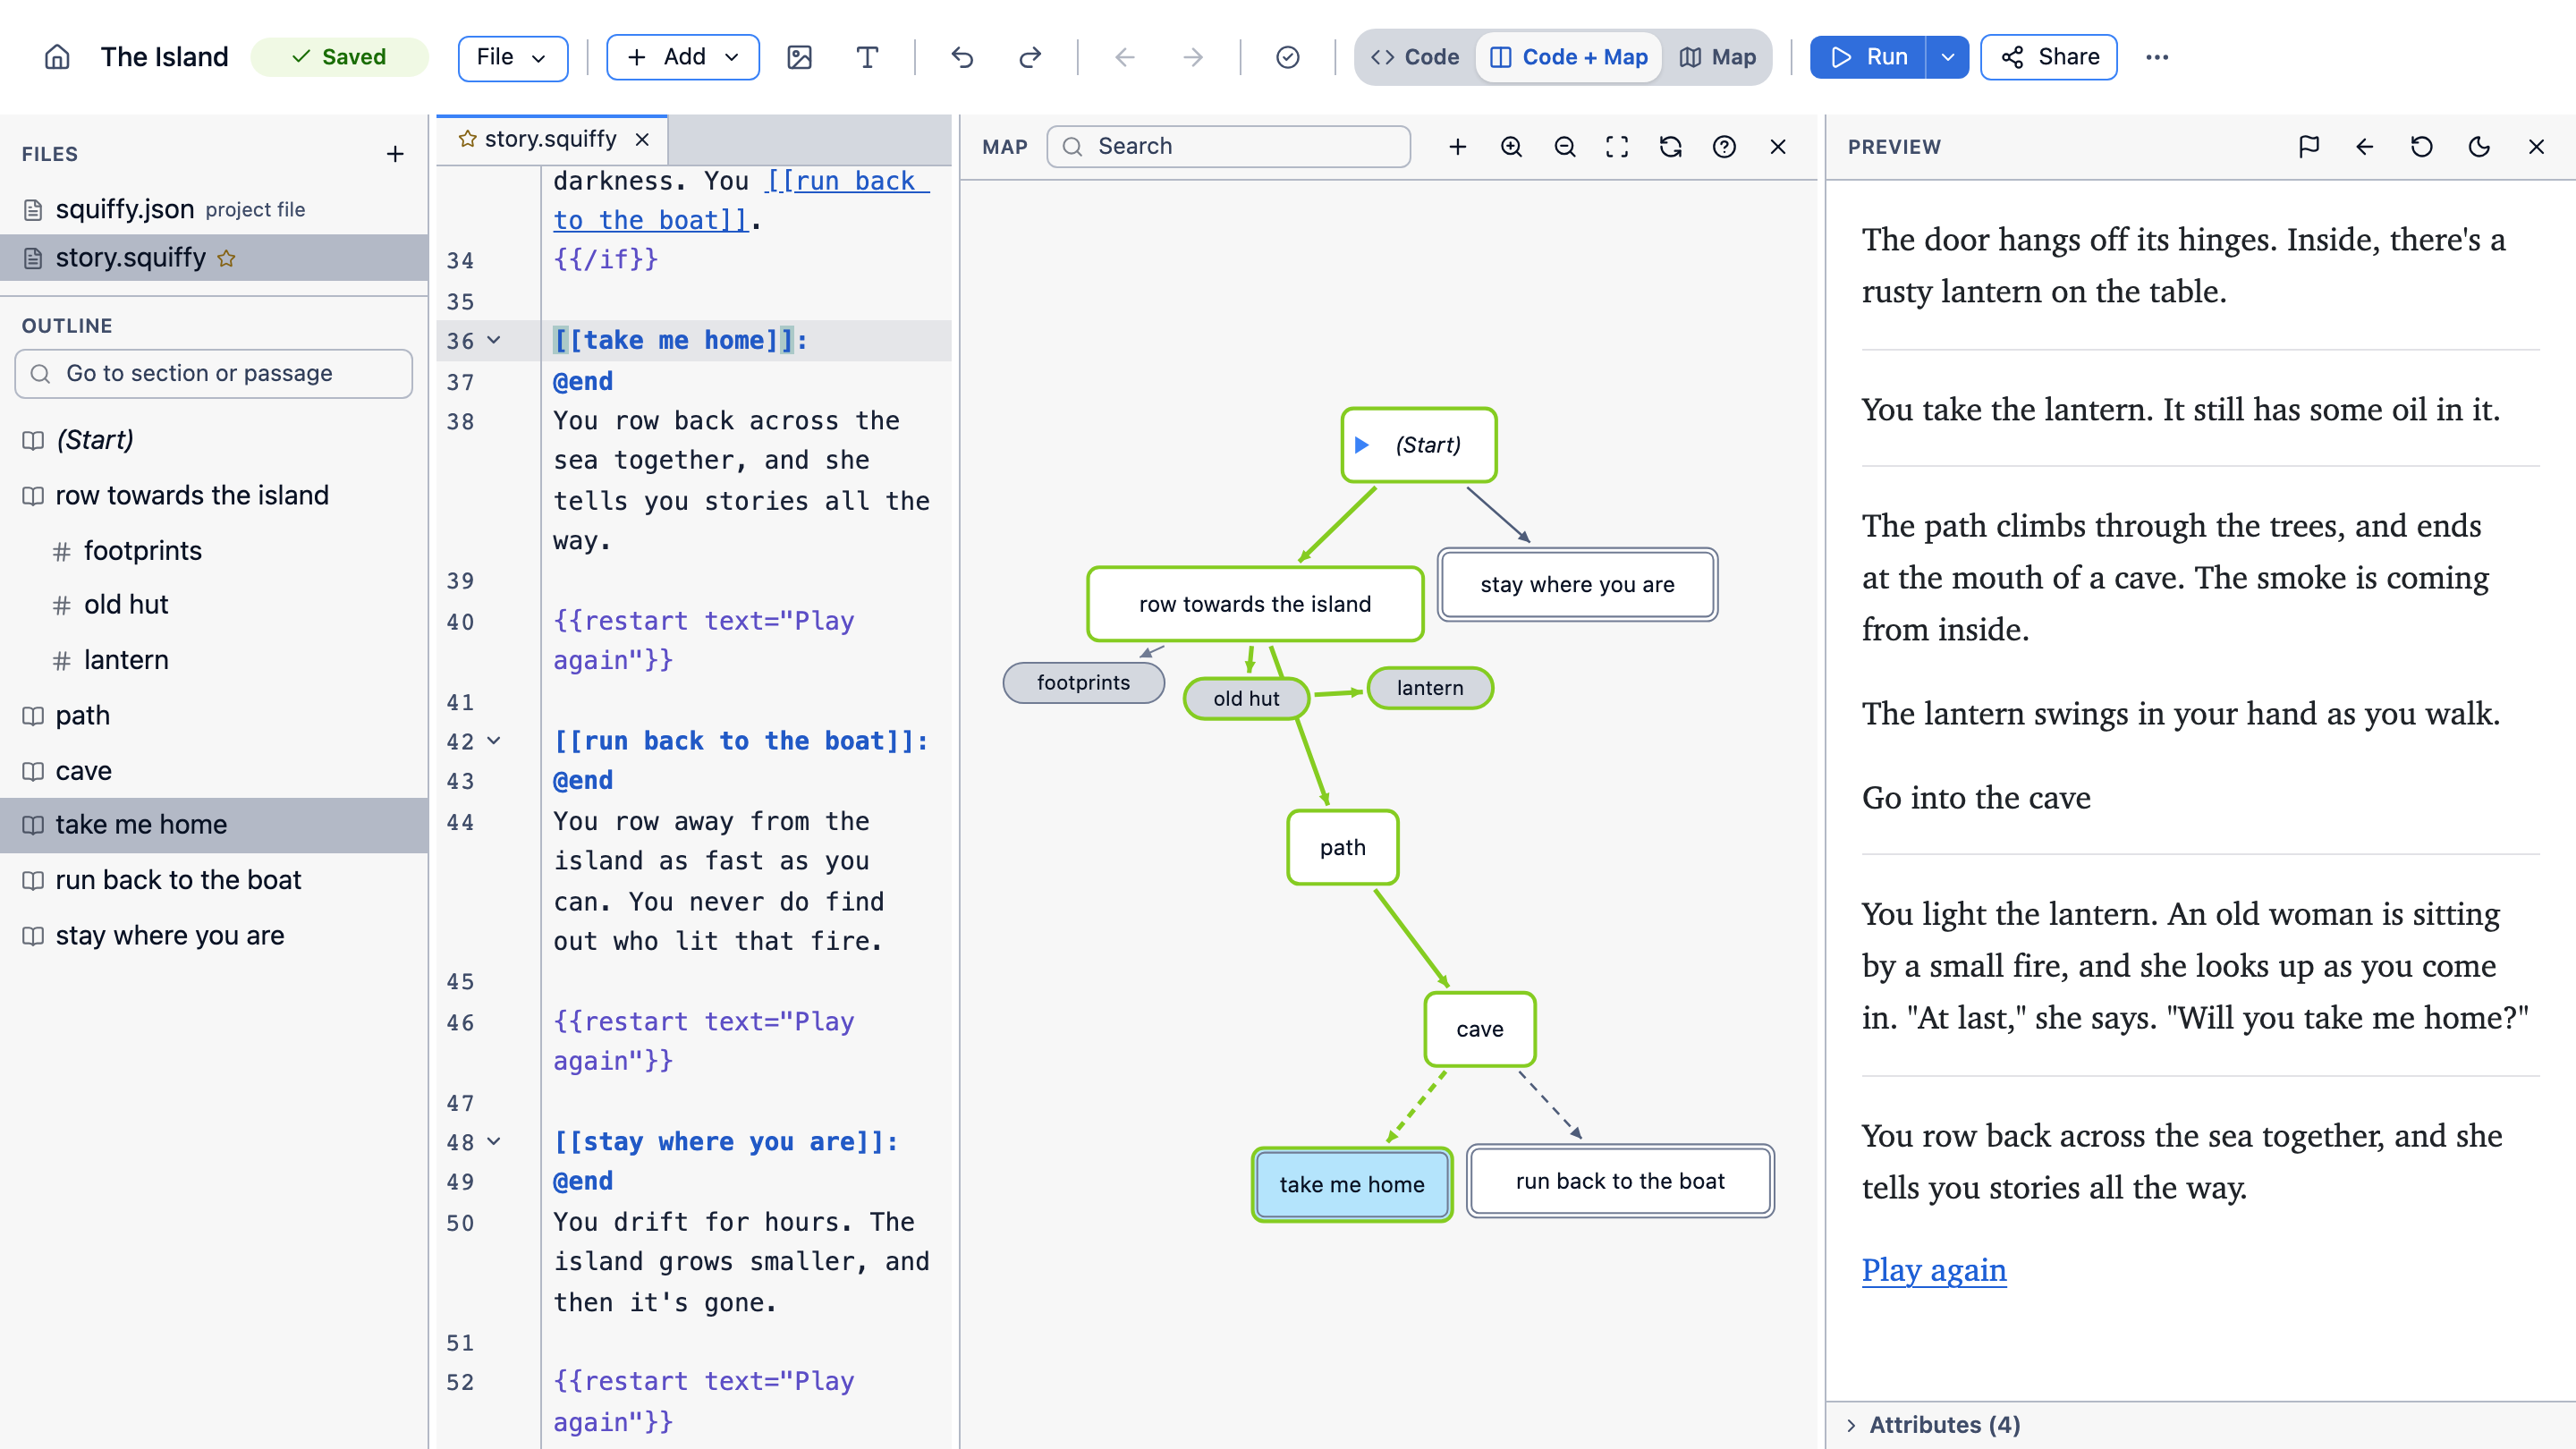 The Island
Saved
File
Add
Code
Code + Map
Map
Run
Share
FILES
squiffy.json project file
story.squiffy
OUTLINE
Go to section or passage
(Start)
row towards the island
# footprints
# old hut
# lantern
path
cave
take me home
run back to the boat
stay where you are
story.squiffy
darkness. You [[run back
to the boat]].
34 {{/if}}
35
36 [[take me home]]:
37 @end
38 You row back across the
sea together, and she
tells you stories all the
way.
39
40 {{restart text="Play
again"}}
41
42 [[run back to the boat]]:
43 @end
44 You row away from the
island as fast as you
can. You never do find
out who lit that fire.
45
46 {{restart text="Play
again"}}
47
48 [[stay where you are]]:
49 @end
50 You drift for hours. The
island grows smaller, and
then it's gone.
51
52 {{restart text="Play
again"}}
MAP
Search
(Start)
row towards the island
stay where you are
footprints
old hut
lantern
path
cave
take me home
run back to the boat
PREVIEW
The door hangs off its hinges. Inside, there's a
rusty lantern on the table.
You take the lantern. It still has some oil in it.
The path climbs through the trees, and ends
at the mouth of a cave. The smoke is coming
from inside.
The lantern swings in your hand as you walk.
Go into the cave
You light the lantern. An old woman is sitting
by a small fire, and she looks up as you come
in. "At last," she says. "Will you take me home?"
You row back across the sea together, and she
tells you stories all the way.
Play again
Attributes (4)